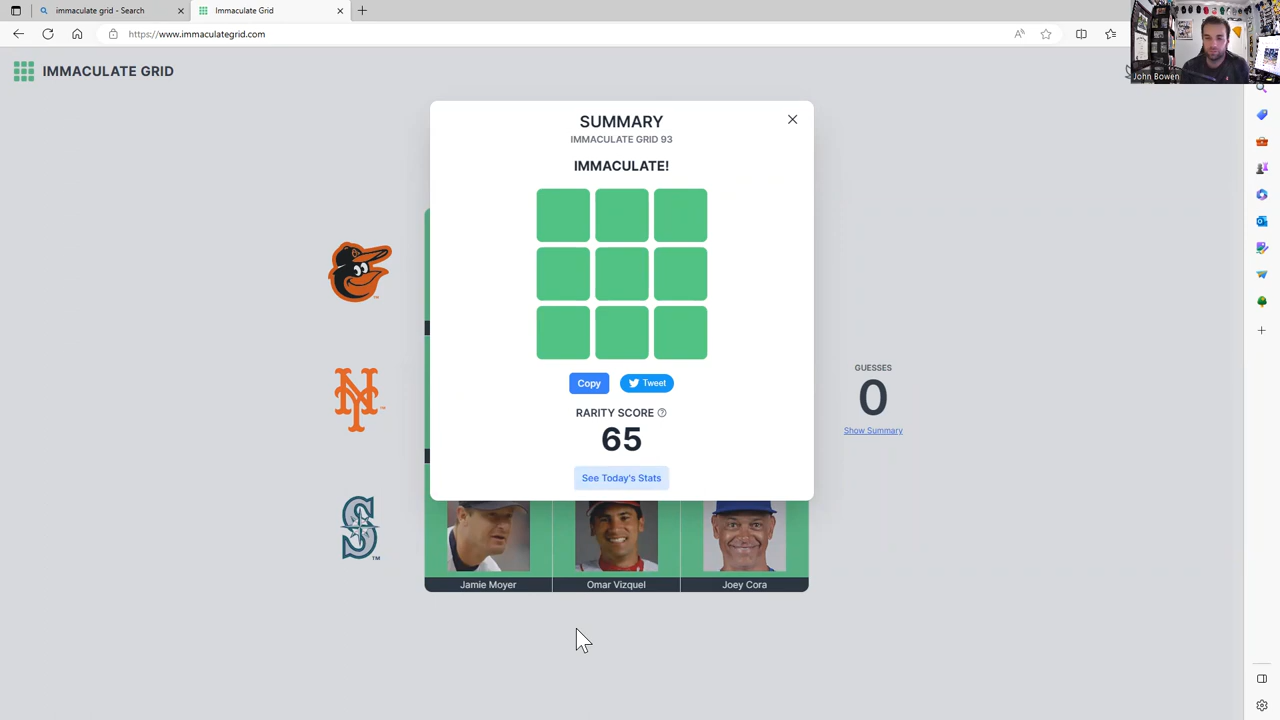 immaculate grid - Search
Immaculate Grid
https://www.immaculategrid.com
IMMACULATE GRID
John Bowen
SUMMARY
IMMACULATE GRID 93
IMMACULATE!
Copy
Tweet
RARITY SCORE
65
See Today's Stats
GUESSES
0
Show Summary
Jamie Moyer
Omar Vizquel
Joey Cora